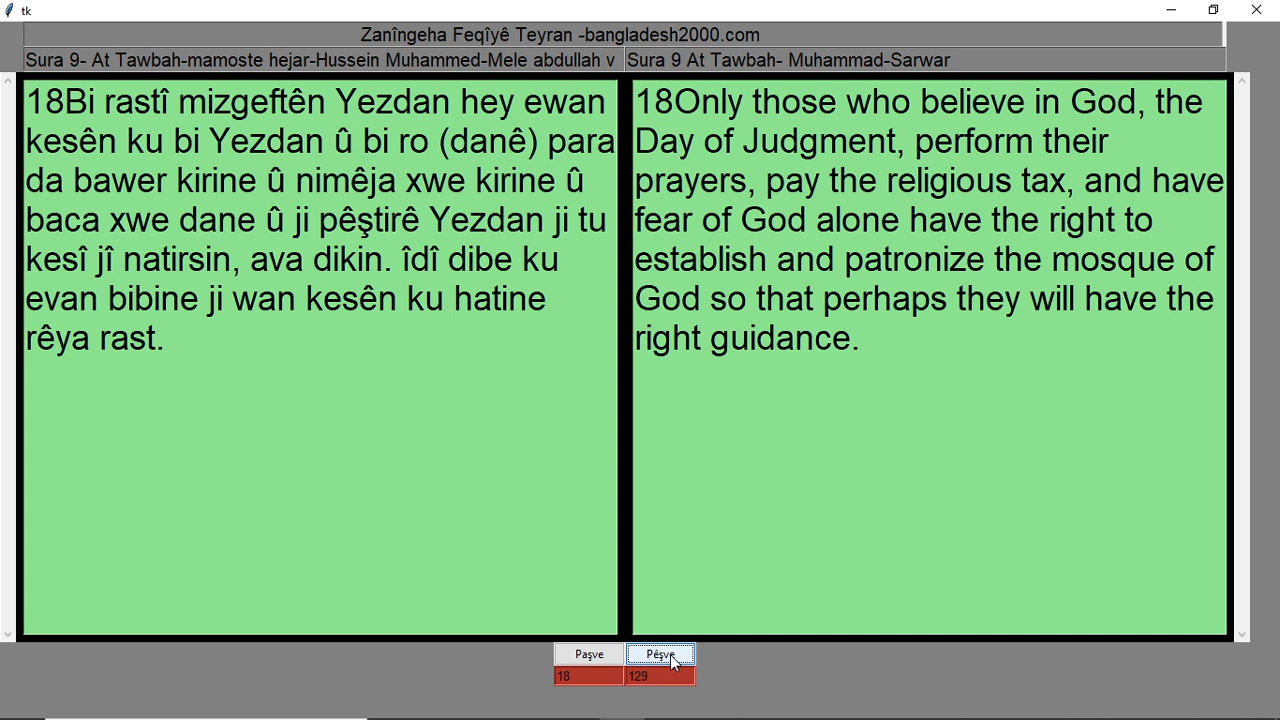 tk
Zanîngeha Feqîyê Teyran -bangladesh2000.com
Sura 9- At Tawbah-mamoste hejar-Hussein Muhammed-Mele abdullah v
Sura 9 At Tawbah- Muhammad-Sarwar
18Bi rastî mizgeftên Yezdan hey ewan
kesên ku bi Yezdan û bi ro (danê) para
da bawer kirine û nimêja xwe kirine û
baca xwe dane û ji pêştirê Yezdan ji tu
kesî jî natirsin, ava dikin. îdî dibe ku
evan bibine ji wan kesên ku hatine
rêya rast.
18Only those who believe in God, the
Day of Judgment, perform their
prayers, pay the religious tax, and have
fear of God alone have the right to
establish and patronize the mosque of
God so that perhaps they will have the
right guidance.
Paşve
Pêşve
18
129